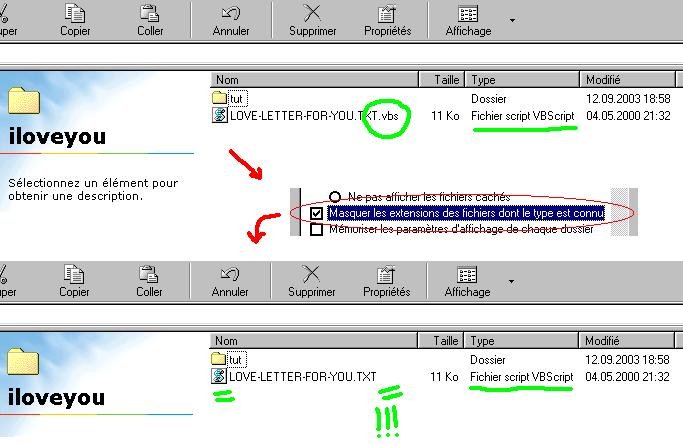 uper Copier Coller Annuler Supprimer Propriétés Affichage
Nom Taille Type Modifié
tut Dossier 12.09.2003 18:58
LOVE-LETTER-FOR-YOU.TXT.vbs 11 Ko Fichier script VBScript 04.05.2000 21:32
iloveyou
Sélectionnez un élément pour
obtenir une description.
Ne pas afficher les fichiers cachés
Masquer les extensions des fichiers dont le type est connu
Mémoriser les paramètres d'affichage de chaque dossier
uper Copier Coller Annuler Supprimer Propriétés Affichage
Nom Taille Type Modifié
tut Dossier 12.09.2003 18:58
LOVE-LETTER-FOR-YOU.TXT 11 Ko Fichier script VBScript 04.05.2000 21:32
!!!
iloveyou